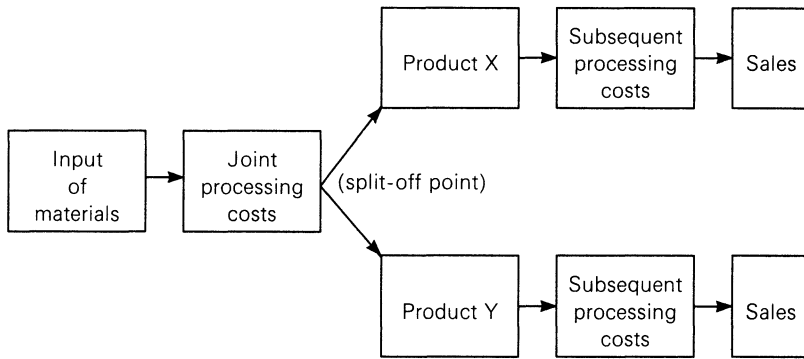 Input
of
materials
Joint
processing
costs
(split-off point)
Product X
Subsequent
processing
costs
Sales
Product Y
Subsequent
processing
costs
Sales